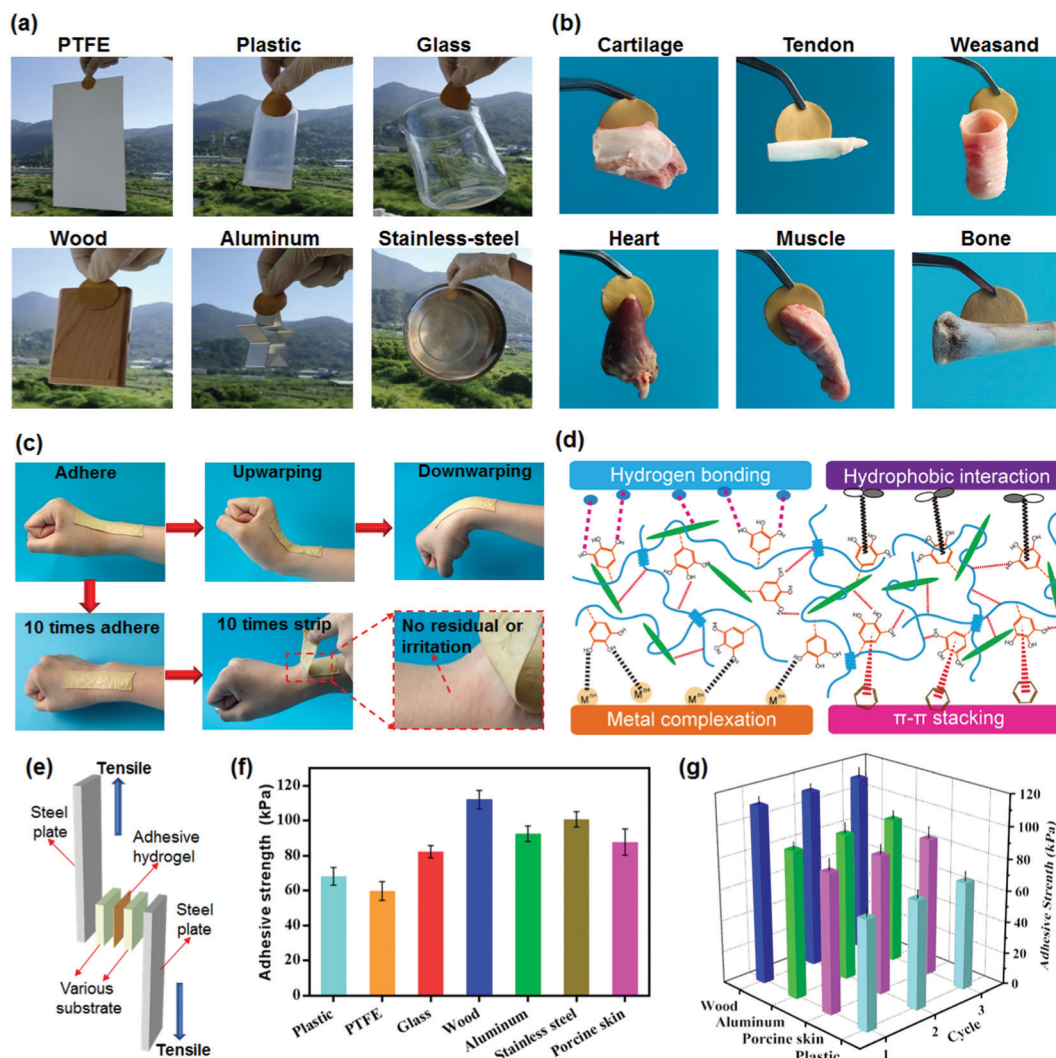 (a)
PTFE
Plastic
Glass
Wood
Aluminum
Stainless-steel
(b)
Cartilage
Tendon
Weasand
Heart
Muscle
Bone
(c)
Adhere
Upwarping
Downwarping
10 times adhere
10 times strip
No residual or
irritation
(d)
Hydrogen bonding
Hydrophobic interaction
Metal complexation
π-π stacking
(e)
Tensile
Steel
plate
Adhesive
hydrogel
Steel
plate
Various
substrate
Tensile
(f)
Adhesive strength (kPa)
120
100
80
60
40
20
0
Plastic
PTFE
Glass
Wood
Aluminum
Stainless steel
Porcine skin
(g)
120
100
80
60
40
20
0
Adhesive Strenth (kPa)
Wood
Aluminum
Porcine skin
Plastic
1
2
3
Cycle